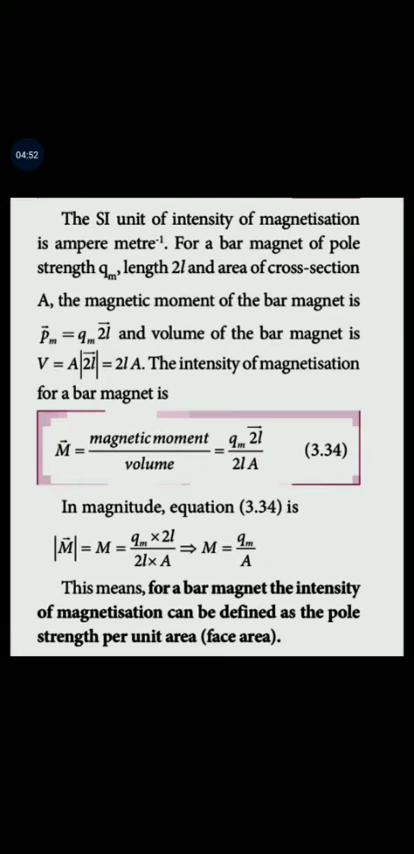 04:52
The SI unit of intensity of magnetisation
is ampere metre⁻¹. For a bar magnet of pole
strength qₘ, length 2l and area of cross-section
A, the magnetic moment of the bar magnet is
p⃗ₘ = qₘ 2l⃗ and volume of the bar magnet is
V = A|2l⃗| = 2l A. The intensity of magnetisation
for a bar magnet is
M⃗ = magnetic moment / volume = qₘ 2l⃗ / 2l A (3.34)
In magnitude, equation (3.34) is
|M⃗| = M = qₘ × 2l / 2l × A ⇒ M = qₘ / A
This means, for a bar magnet the intensity
of magnetisation can be defined as the pole
strength per unit area (face area).